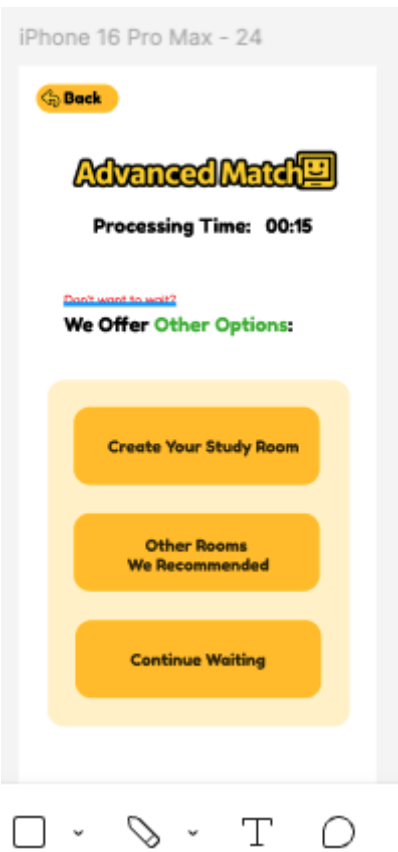 iPhone 16 Pro Max - 24
Back
Advanced Match
Processing Time: 00:15
Don't want to wait?
We Offer Other Options:
Create Your Study Room
Other Rooms
We Recommended
Continue Waiting
T